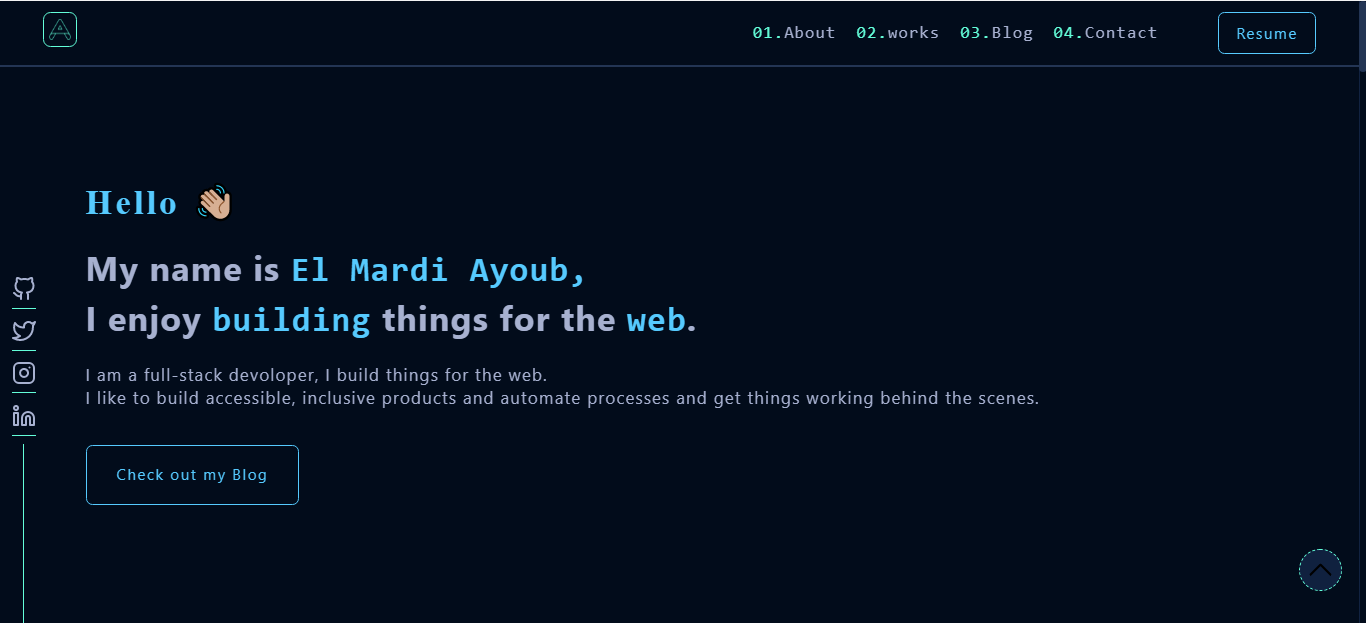 A
01.About 02.works 03.Blog 04.Contact Resume
Hello 👋🏼
My name is El Mardi Ayoub,
I enjoy building things for the web.
I am a full-stack devoloper, I build things for the web.
I like to build accessible, inclusive products and automate processes and get things working behind the scenes.
Check out my Blog